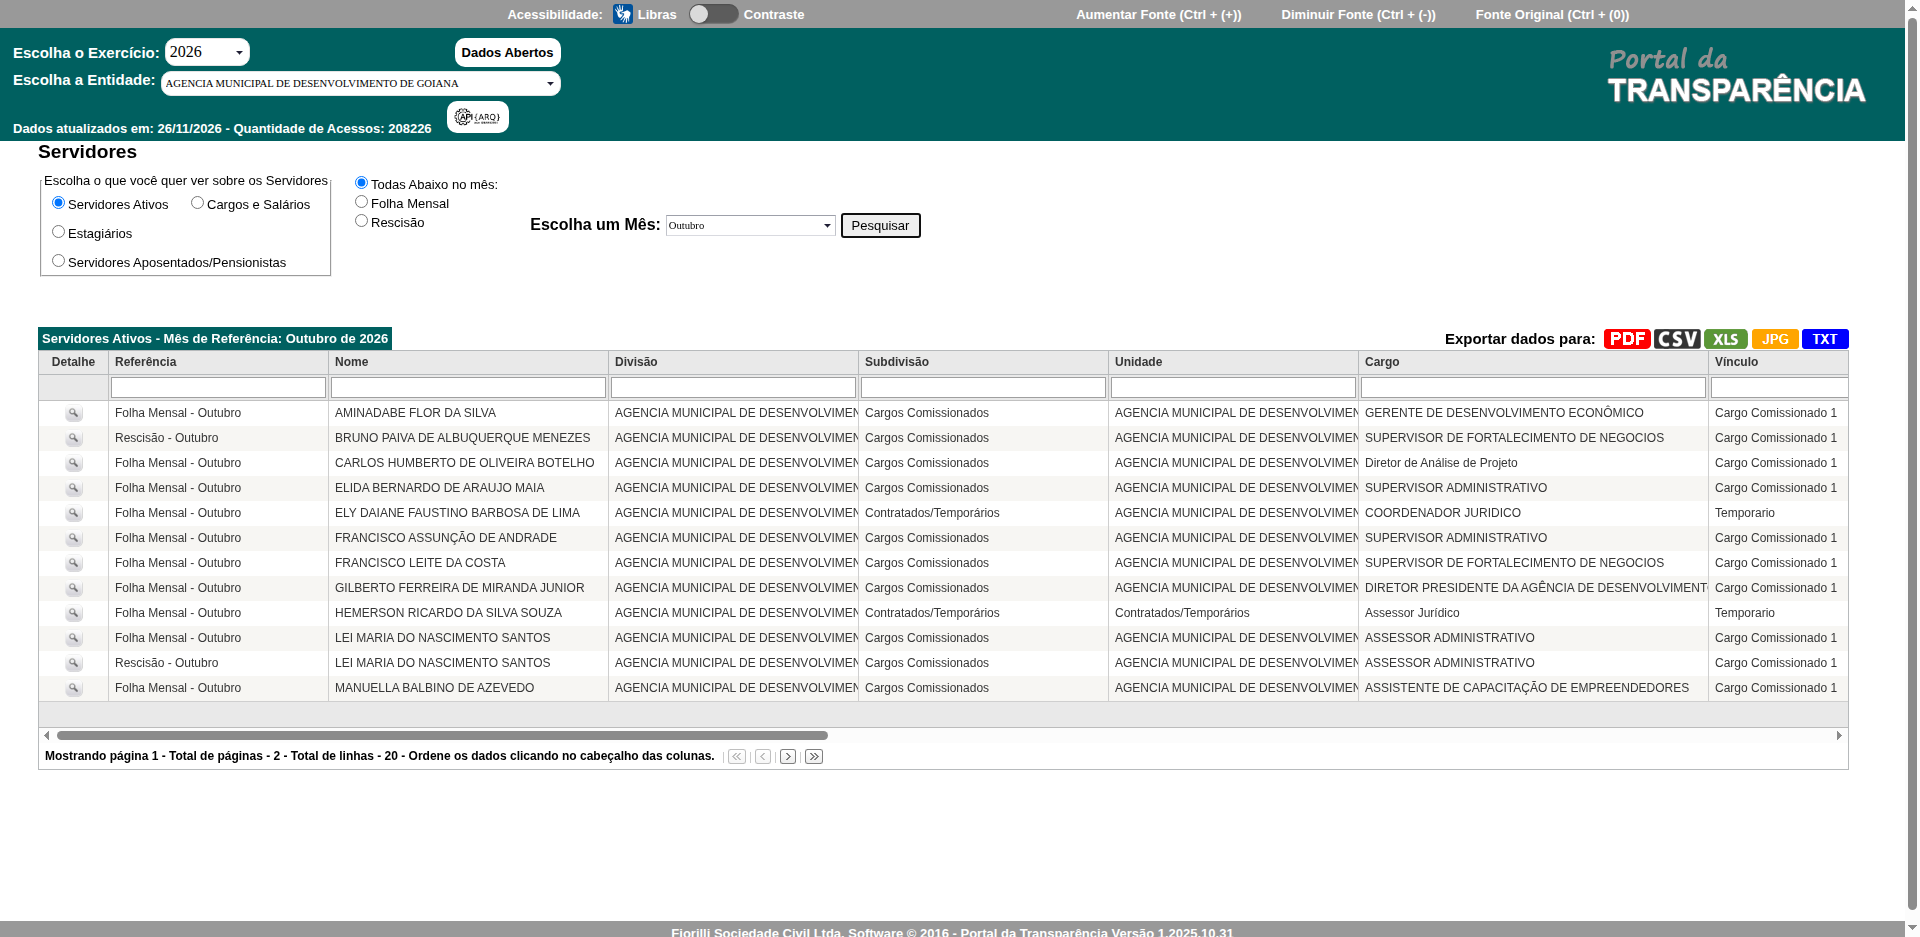 Acessibilidade: Libras Contraste Aumentar Fonte (Ctrl + (+)) Diminuir Fonte (Ctrl + (-)) Fonte Original (Ctrl + (0))
Escolha o Exercício: 2026 Dados Abertos
Escolha a Entidade: AGENCIA MUNICIPAL DE DESENVOLVIMENTO DE GOIANA
Portal da
TRANSPARÊNCIA
API {ARQ}
Dados atualizados em: 26/11/2026 - Quantidade de Acessos: 208226
Servidores
Escolha o que você quer ver sobre os Servidores
Servidores Ativos Cargos e Salários
Estagiários
Servidores Aposentados/Pensionistas
Todas Abaixo no mês:
Folha Mensal
Rescisão
Escolha um Mês: Outubro Pesquisar
Servidores Ativos - Mês de Referência: Outubro de 2026 Exportar dados para: PDF CSV XLS JPG TXT
Detalhe Referência Nome Divisão Subdivisão Unidade Cargo Vínculo
Folha Mensal - Outubro AMINADABE FLOR DA SILVA AGENCIA MUNICIPAL DE DESENVOLVIMEN Cargos Comissionados AGENCIA MUNICIPAL DE DESENVOLVIMEN GERENTE DE DESENVOLVIMENTO ECONÔMICO Cargo Comissionado 1
Rescisão - Outubro BRUNO PAIVA DE ALBUQUERQUE MENEZES AGENCIA MUNICIPAL DE DESENVOLVIMEN Cargos Comissionados AGENCIA MUNICIPAL DE DESENVOLVIMEN SUPERVISOR DE FORTALECIMENTO DE NEGOCIOS Cargo Comissionado 1
Folha Mensal - Outubro CARLOS HUMBERTO DE OLIVEIRA BOTELHO AGENCIA MUNICIPAL DE DESENVOLVIMEN Cargos Comissionados AGENCIA MUNICIPAL DE DESENVOLVIMEN Diretor de Análise de Projeto Cargo Comissionado 1
Folha Mensal - Outubro ELIDA BERNARDO DE ARAUJO MAIA AGENCIA MUNICIPAL DE DESENVOLVIMEN Cargos Comissionados AGENCIA MUNICIPAL DE DESENVOLVIMEN SUPERVISOR ADMINISTRATIVO Cargo Comissionado 1
Folha Mensal - Outubro ELY DAIANE FAUSTINO BARBOSA DE LIMA AGENCIA MUNICIPAL DE DESENVOLVIMEN Contratados/Temporários AGENCIA MUNICIPAL DE DESENVOLVIMEN COORDENADOR JURIDICO Temporario
Folha Mensal - Outubro FRANCISCO ASSUNÇÃO DE ANDRADE AGENCIA MUNICIPAL DE DESENVOLVIMEN Cargos Comissionados AGENCIA MUNICIPAL DE DESENVOLVIMEN SUPERVISOR ADMINISTRATIVO Cargo Comissionado 1
Folha Mensal - Outubro FRANCISCO LEITE DA COSTA AGENCIA MUNICIPAL DE DESENVOLVIMEN Cargos Comissionados AGENCIA MUNICIPAL DE DESENVOLVIMEN SUPERVISOR DE FORTALECIMENTO DE NEGOCIOS Cargo Comissionado 1
Folha Mensal - Outubro GILBERTO FERREIRA DE MIRANDA JUNIOR AGENCIA MUNICIPAL DE DESENVOLVIMEN Cargos Comissionados AGENCIA MUNICIPAL DE DESENVOLVIMEN DIRETOR PRESIDENTE DA AGÊNCIA DE DESENVOLVIMENT Cargo Comissionado 1
Folha Mensal - Outubro HEMERSON RICARDO DA SILVA SOUZA AGENCIA MUNICIPAL DE DESENVOLVIMEN Contratados/Temporários Contratados/Temporários Assessor Jurídico Temporario
Folha Mensal - Outubro LEI MARIA DO NASCIMENTO SANTOS AGENCIA MUNICIPAL DE DESENVOLVIMEN Cargos Comissionados AGENCIA MUNICIPAL DE DESENVOLVIMEN ASSESSOR ADMINISTRATIVO Cargo Comissionado 1
Rescisão - Outubro LEI MARIA DO NASCIMENTO SANTOS AGENCIA MUNICIPAL DE DESENVOLVIMEN Cargos Comissionados AGENCIA MUNICIPAL DE DESENVOLVIMEN ASSESSOR ADMINISTRATIVO Cargo Comissionado 1
Folha Mensal - Outubro MANUELLA BALBINO DE AZEVEDO AGENCIA MUNICIPAL DE DESENVOLVIMEN Cargos Comissionados AGENCIA MUNICIPAL DE DESENVOLVIMEN ASSISTENTE DE CAPACITAÇÃO DE EMPREENDEDORES Cargo Comissionado 1
Mostrando página 1 - Total de páginas - 2 - Total de linhas - 20 - Ordene os dados clicando no cabeçalho das colunas.
Fiorilli Sociedade Civil Ltda. Software © 2016 - Portal da Transparência Versão 1.2025.10.31